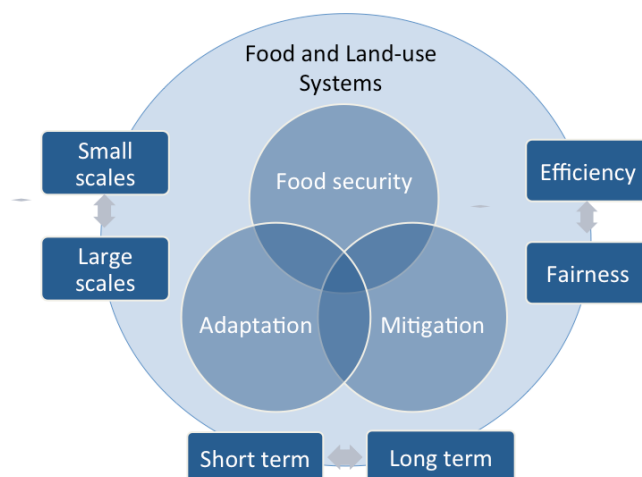 Food and Land-use
Systems
Small
scales
Food security
Efficiency
Large
scales
Fairness
Adaptation
Mitigation
Short term
Long term